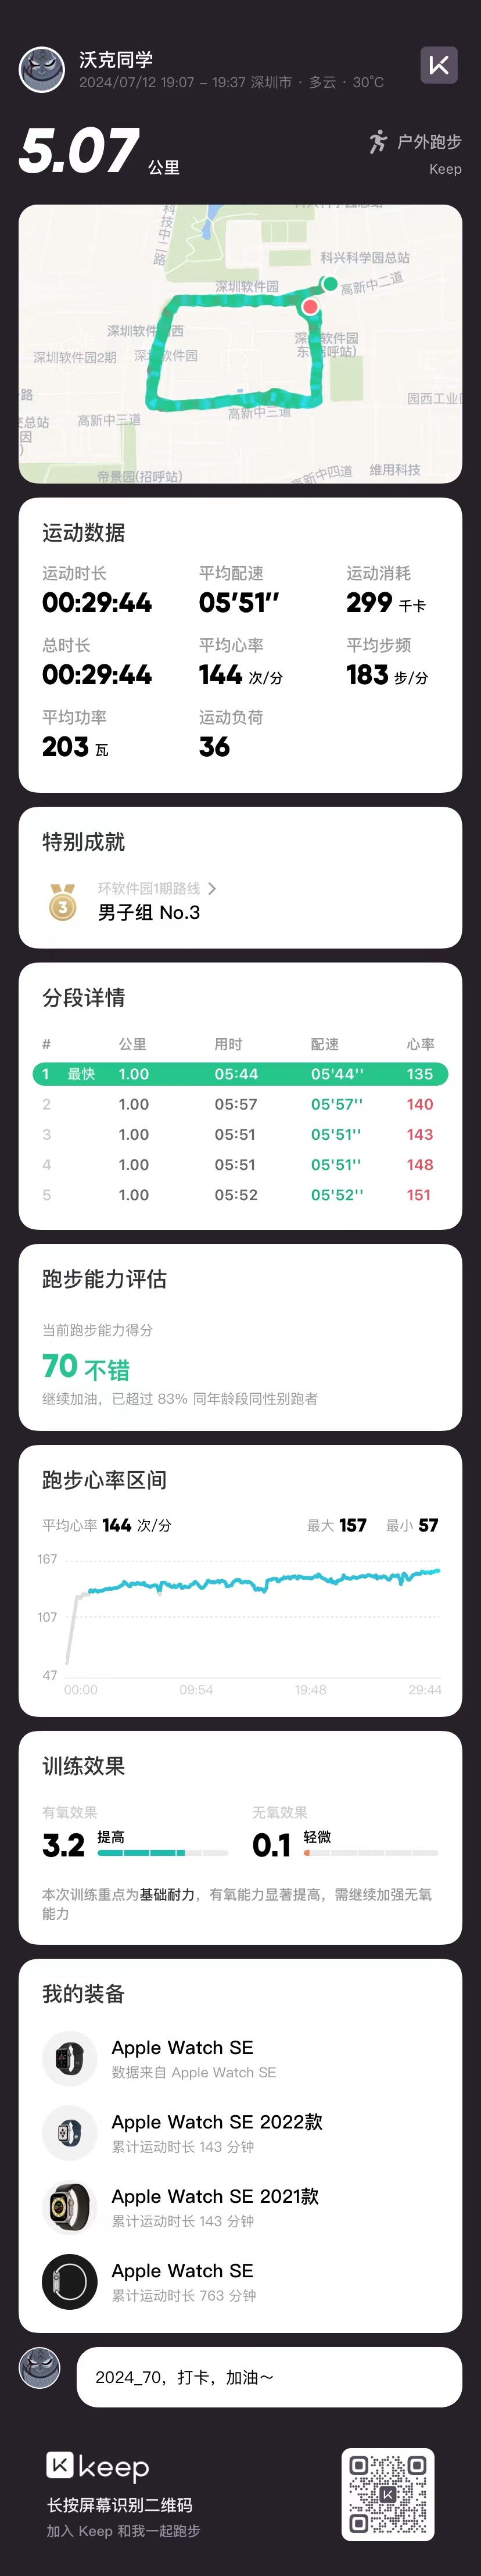 沃克同学
2024/07/12 19:07 - 19:37 深圳市 · 多云 · 30°C
5.07 公里
户外跑步
Keep
科技中二路
科兴科学园总站
高新中二道
深圳软件园
深圳软件 西
深圳软件园2期
深 软件园
软件园
东 招呼站)
路
总站
因
)
高新中三道
高新中三道
园西工业
帝景园(招呼站)
高新中四道
维用科技
运动数据
运动时长 平均配速 运动消耗
00:29:44 05'51'' 299 千卡
总时长 平均心率 平均步频
00:29:44 144 次/分 183 步/分
平均功率 运动负荷
203 瓦 36
特别成就
环软件园1期路线 >
3 男子组 No.3
分段详情
# 公里 用时 配速 心率
1 最快 1.00 05:44 05'44'' 135
2 1.00 05:57 05'57'' 140
3 1.00 05:51 05'51'' 143
4 1.00 05:51 05'51'' 148
5 1.00 05:52 05'52'' 151
跑步能力评估
当前跑步能力得分
70 不错
继续加油，已超过 83% 同年龄段同性别跑者
跑步心率区间
平均心率 144 次/分 最大 157 最小 57
167
107
47
00:00 09:54 19:48 29:44
训练效果
有氧效果 无氧效果
3.2 提高 0.1 轻微
本次训练重点为基础耐力，有氧能力显著提高，需继续加强无氧
能力
我的装备
Apple Watch SE
数据来自 Apple Watch SE
Apple Watch SE 2022款
累计运动时长 143 分钟
Apple Watch SE 2021款
累计运动时长 143 分钟
Apple Watch SE
累计运动时长 763 分钟
2024_70，打卡，加油～
keep
长按屏幕识别二维码
加入 Keep 和我一起跑步